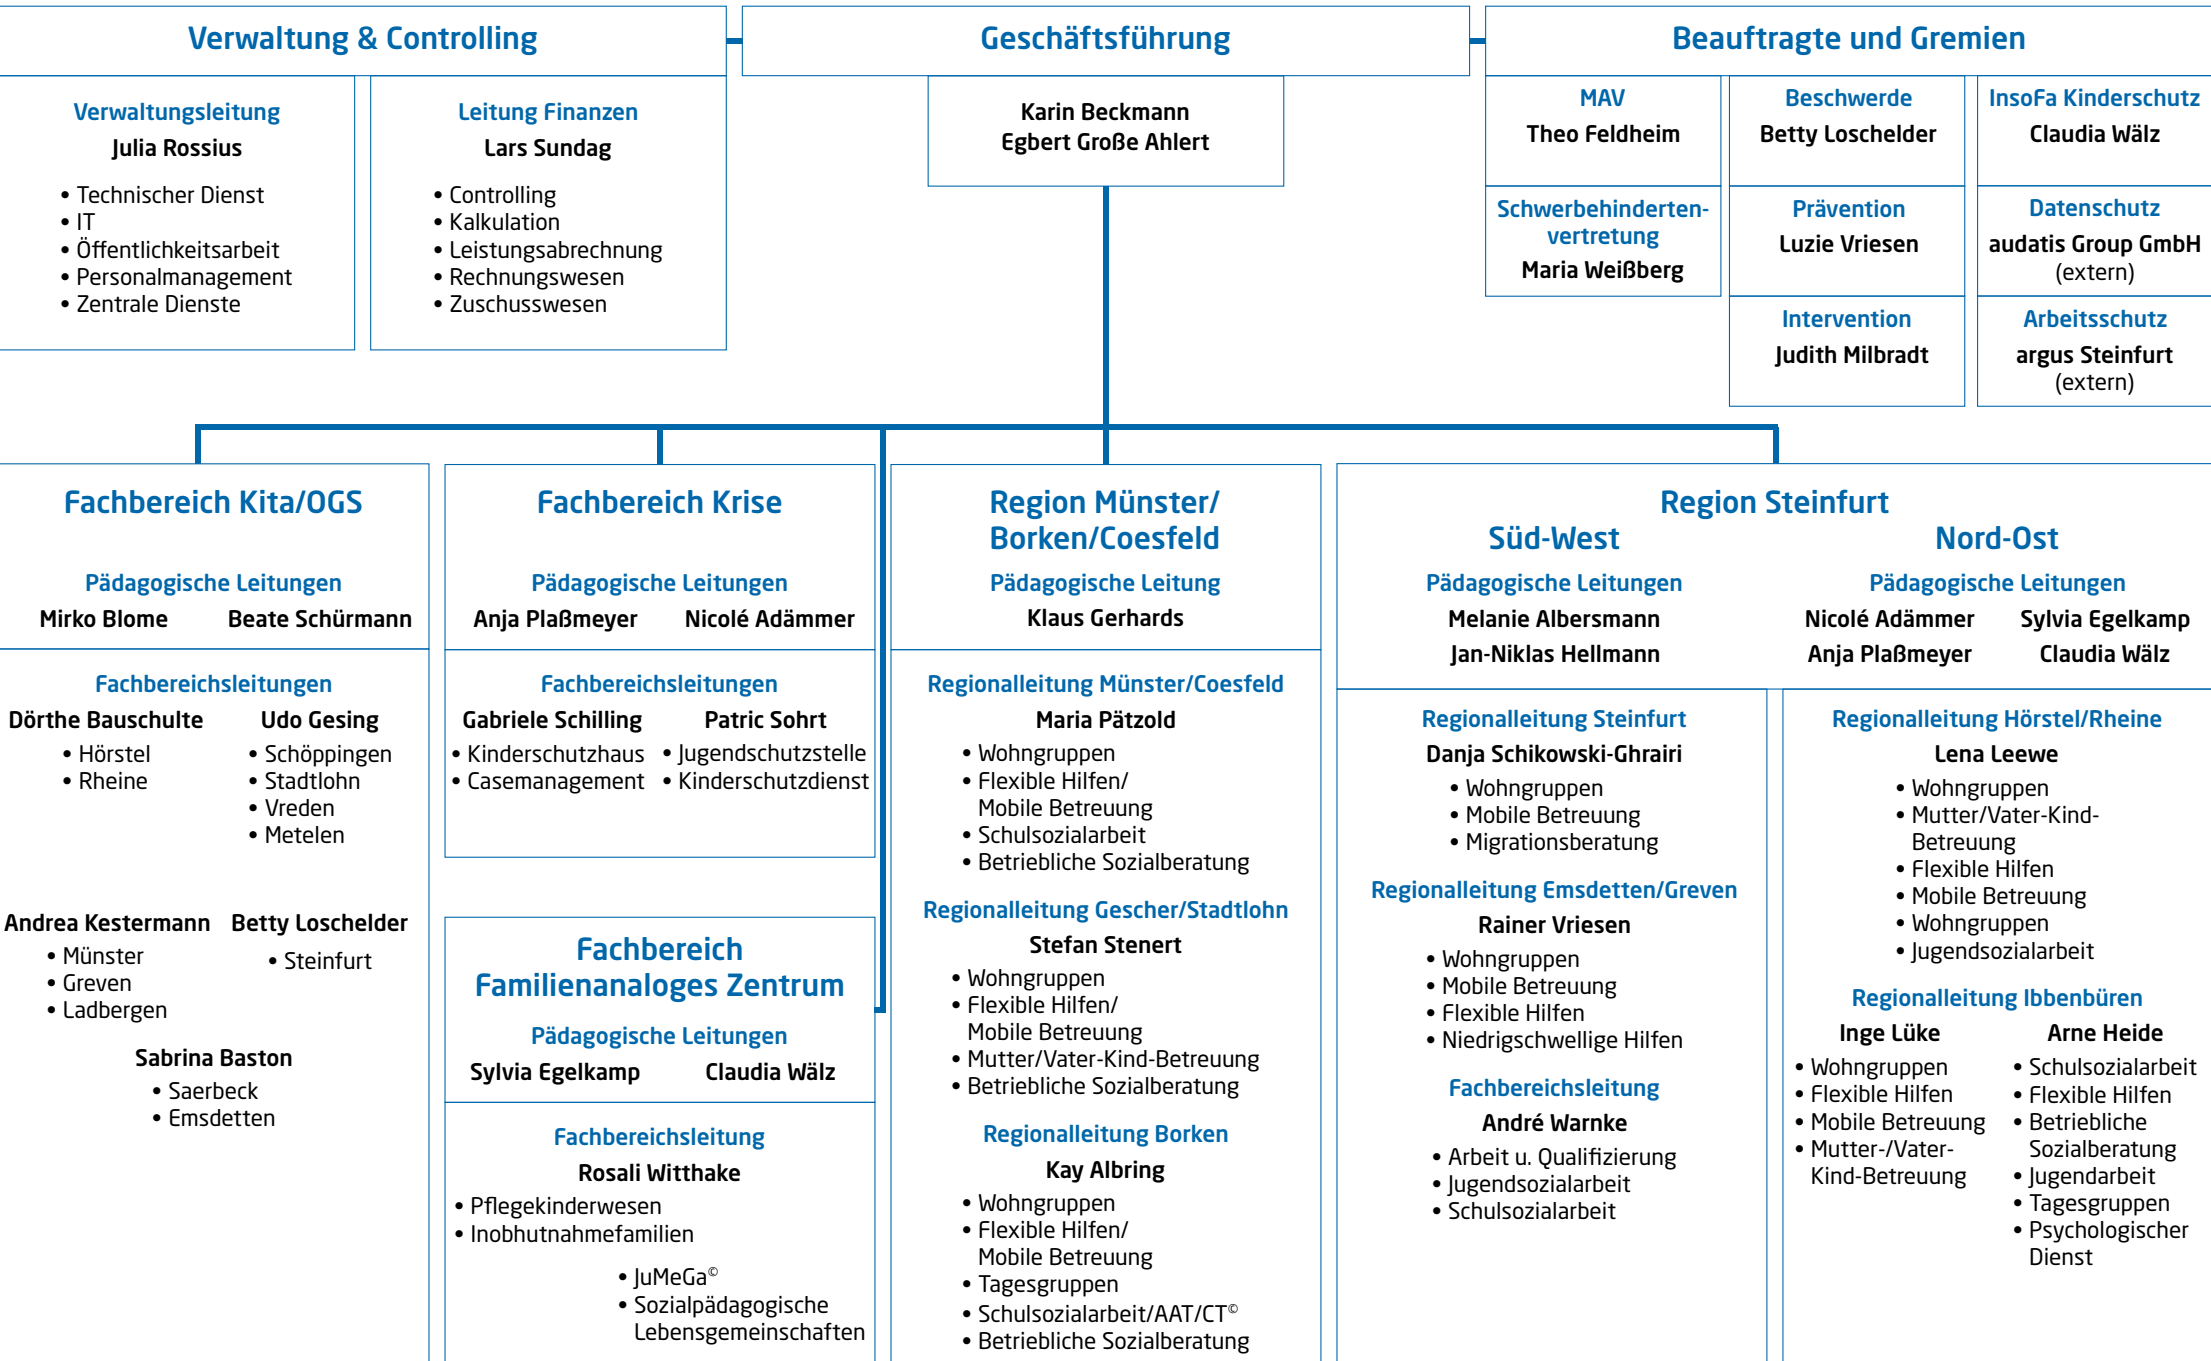 Verwaltung & Controlling
Verwaltungsleitung
Julia Rossius
• Technischer Dienst
• IT
• Öffentlichkeitsarbeit
• Personalmanagement
• Zentrale Dienste
Leitung Finanzen
Lars Sundag
• Controlling
• Kalkulation
• Leistungsabrechnung
• Rechnungswesen
• Zuschusswesen
Geschäftsführung
Karin Beckmann
Egbert Große Ahlert
Beauftragte und Gremien
MAV
Theo Feldheim
Beschwerde
Betty Loschelder
InsoFa Kinderschutz
Claudia Wälz
Schwerbehinderten-
vertretung
Maria Weißberg
Prävention
Luzie Vriesen
Datenschutz
audatis Group GmbH
(extern)
Intervention
Judith Milbradt
Arbeitsschutz
argus Steinfurt
(extern)
Fachbereich Kita/OGS
Pädagogische Leitungen
Mirko Blome
Beate Schürmann
Fachbereichsleitungen
Dörthe Bauschulte
• Hörstel
• Rheine
Udo Gesing
• Schöppingen
• Stadtlohn
• Vreden
• Metelen
Andrea Kestermann
• Münster
• Greven
• Ladbergen
Betty Loschelder
• Steinfurt
Sabrina Baston
• Saerbeck
• Emsdetten
Fachbereich Krise
Pädagogische Leitungen
Anja Plaßmeyer
Nicolé Adämmer
Fachbereichsleitungen
Gabriele Schilling
• Kinderschutzhaus
• Casemanagement
Patric Sohrt
• Jugendschutzstelle
• Kinderschutzdienst
Fachbereich
Familienanaloges Zentrum
Pädagogische Leitungen
Sylvia Egelkamp
Claudia Wälz
Fachbereichsleitung
Rosali Witthake
• Pflegekinderwesen
• Inobhutnahmefamilien
• JuMeGa©
• Sozialpädagogische
Lebensgemeinschaften
Region Münster/
Borken/Coesfeld
Pädagogische Leitung
Klaus Gerhards
Regionalleitung Münster/Coesfeld
Maria Pätzold
• Wohngruppen
• Flexible Hilfen/
Mobile Betreuung
• Schulsozialarbeit
• Betriebliche Sozialberatung
Regionalleitung Gescher/Stadtlohn
Stefan Stenert
• Wohngruppen
• Flexible Hilfen/
Mobile Betreuung
• Mutter/Vater-Kind-Betreuung
• Betriebliche Sozialberatung
Regionalleitung Borken
Kay Albring
• Wohngruppen
• Flexible Hilfen/
Mobile Betreuung
• Tagesgruppen
• Schulsozialarbeit/AAT/CT©
• Betriebliche Sozialberatung
Region Steinfurt
Süd-West
Pädagogische Leitungen
Melanie Albersmann
Jan-Niklas Hellmann
Regionalleitung Steinfurt
Danja Schikowski-Ghrairi
• Wohngruppen
• Mobile Betreuung
• Migrationsberatung
Regionalleitung Emsdetten/Greven
Rainer Vriesen
• Wohngruppen
• Mobile Betreuung
• Flexible Hilfen
• Niedrigschwellige Hilfen
Fachbereichsleitung
André Warnke
• Arbeit u. Qualifizierung
• Jugendsozialarbeit
• Schulsozialarbeit
Nord-Ost
Pädagogische Leitungen
Nicolé Adämmer
Sylvia Egelkamp
Anja Plaßmeyer
Claudia Wälz
Regionalleitung Hörstel/Rheine
Lena Leewe
• Wohngruppen
• Mutter/Vater-Kind-
Betreuung
• Flexible Hilfen
• Mobile Betreuung
• Wohngruppen
• Jugendsozialarbeit
Regionalleitung Ibbenbüren
Inge Lüke
• Wohngruppen
• Flexible Hilfen
• Mobile Betreuung
• Mutter-/Vater-
Kind-Betreuung
Arne Heide
• Schulsozialarbeit
• Flexible Hilfen
• Betriebliche
Sozialberatung
• Jugendarbeit
• Tagesgruppen
• Psychologischer
Dienst